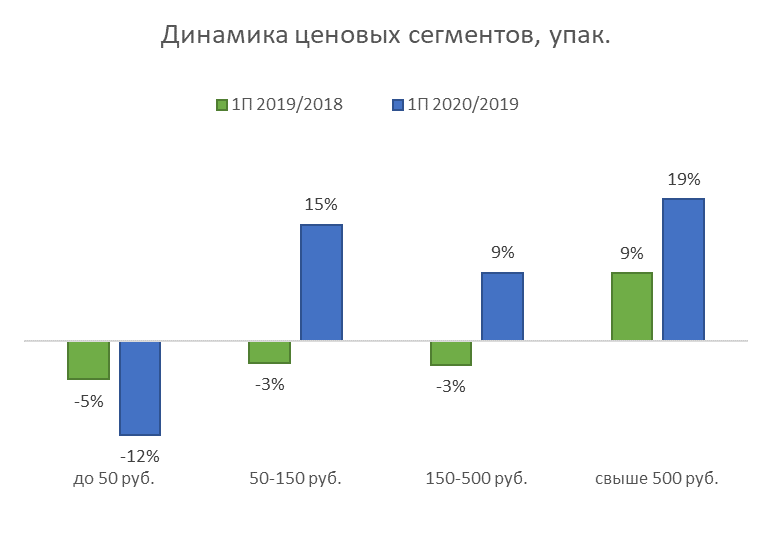 Динамика ценовых сегментов, упак.
1П 2019/2018 1П 2020/2019
19%
15%
9% 9%
-5% -3% -3%
-12%
до 50 руб. 50-150 руб. 150-500 руб. свыше 500 руб.